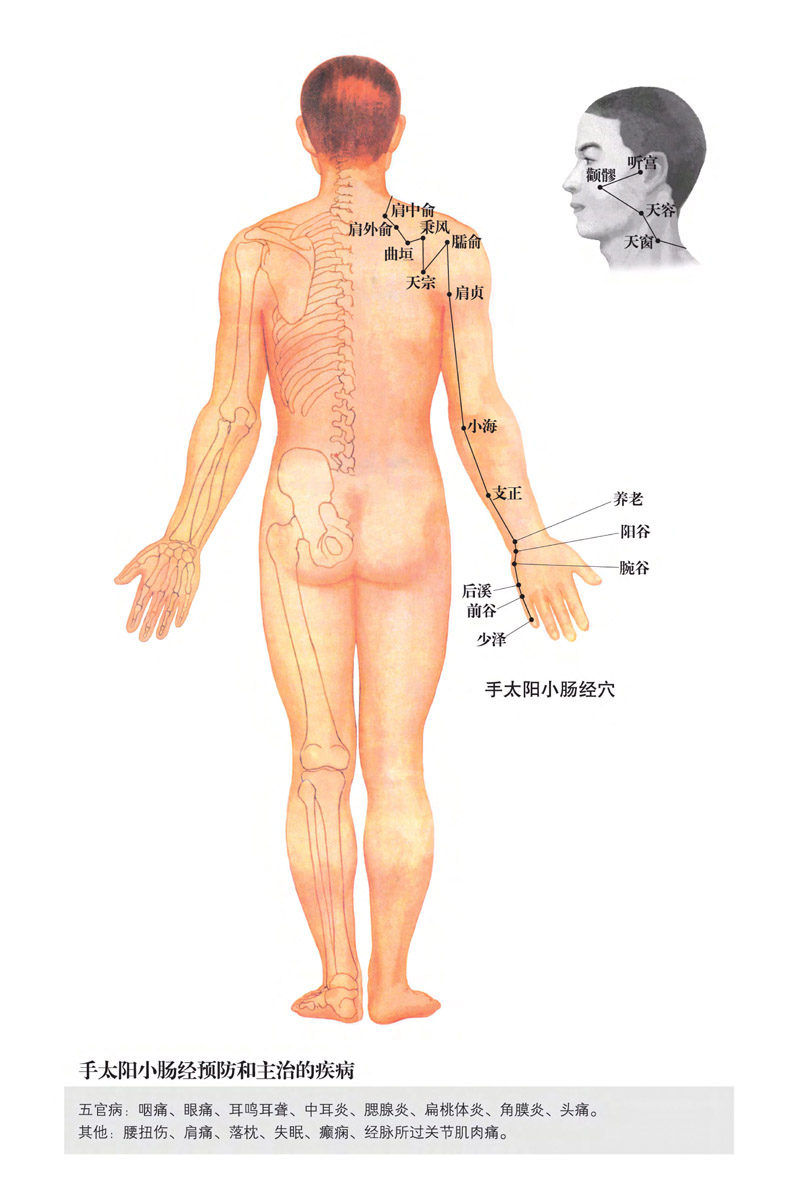 听宫
颧髎
天容
天窗
肩中俞
肩外俞
秉风
臑俞
曲垣
天宗
肩贞
小海
支正
养老
阳谷
腕谷
后溪
前谷
少泽
手太阳小肠经穴
手太阳小肠经预防和主治的疾病
五官病：咽痛、眼痛、耳鸣耳聋、中耳炎、腮腺炎、扁桃体炎、角膜炎、头痛。
其他：腰扭伤、肩痛、落枕、失眠、癫痫、经脉所过关节肌肉痛。